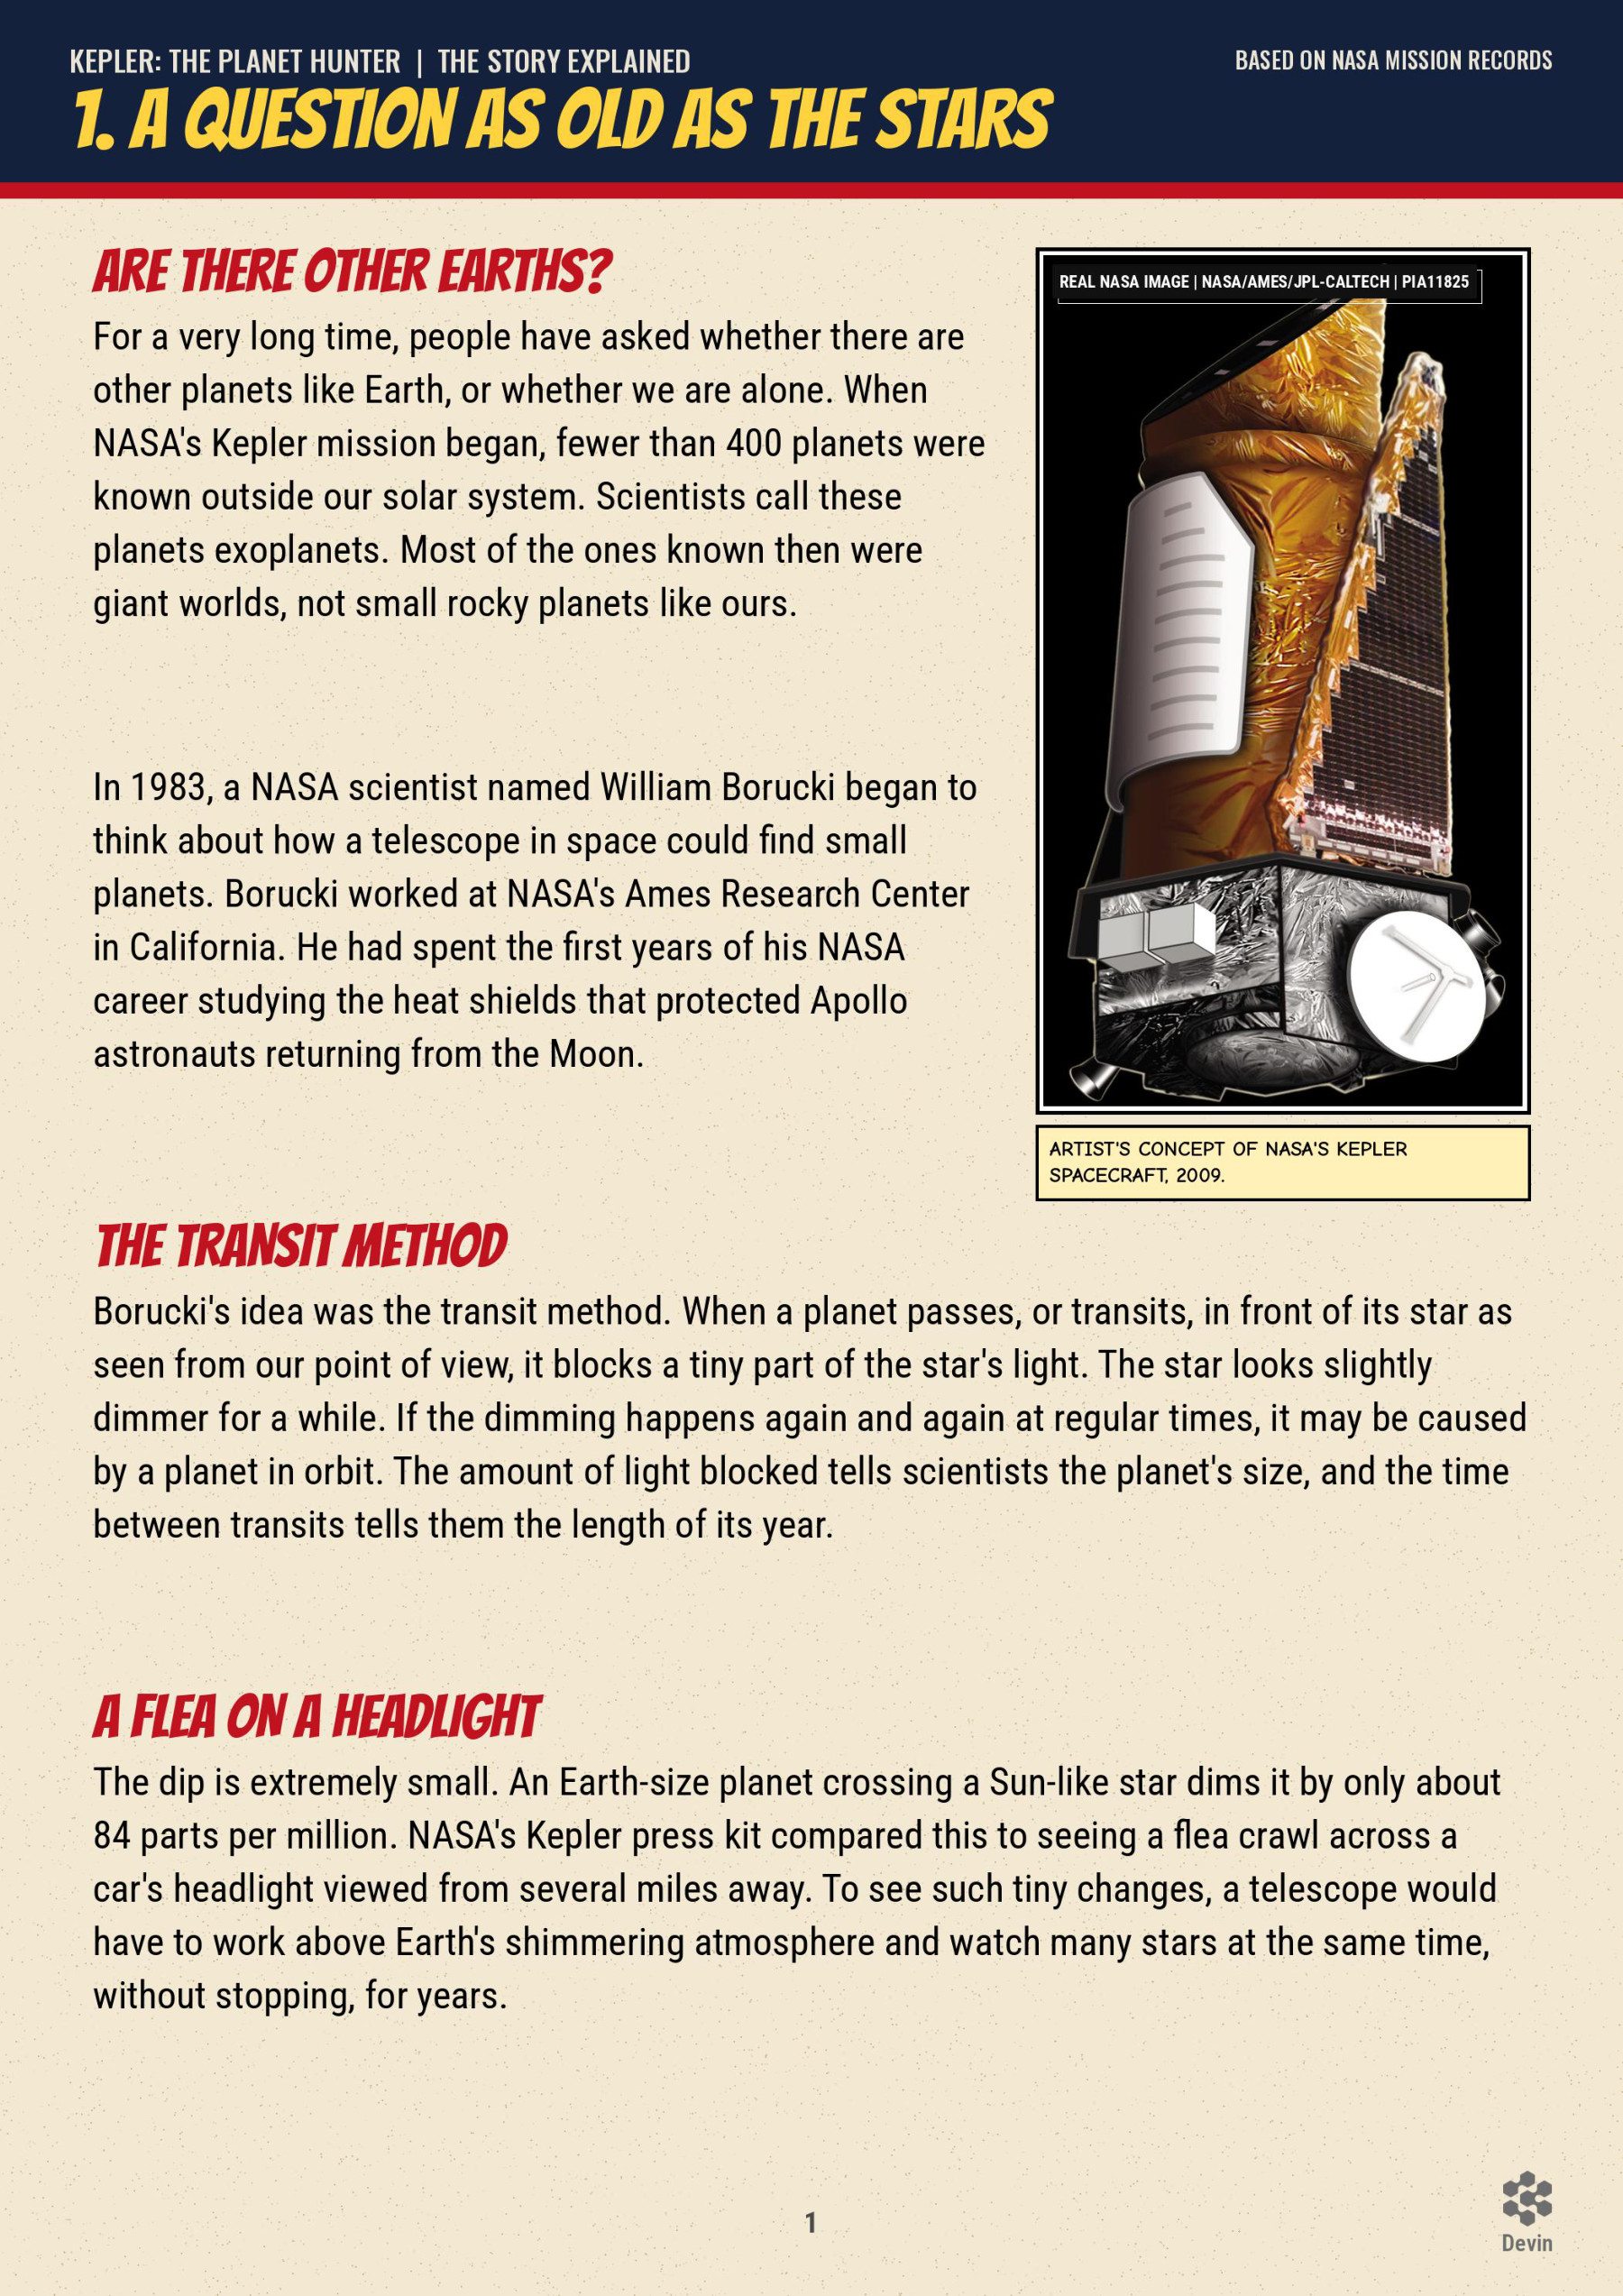 KEPLER: THE PLANET HUNTER | THE STORY EXPLAINED
BASED ON NASA MISSION RECORDS
1. A QUESTION AS OLD AS THE STARS
ARE THERE OTHER EARTHS?
For a very long time, people have asked whether there are
other planets like Earth, or whether we are alone. When
NASA's Kepler mission began, fewer than 400 planets were
known outside our solar system. Scientists call these
planets exoplanets. Most of the ones known then were
giant worlds, not small rocky planets like ours.
In 1983, a NASA scientist named William Borucki began to
think about how a telescope in space could find small
planets. Borucki worked at NASA's Ames Research Center
in California. He had spent the first years of his NASA
career studying the heat shields that protected Apollo
astronauts returning from the Moon.
REAL NASA IMAGE | NASA/AMES/JPL-CALTECH | PIA11825
ARTIST'S CONCEPT OF NASA'S KEPLER
SPACECRAFT, 2009.
THE TRANSIT METHOD
Borucki's idea was the transit method. When a planet passes, or transits, in front of its star as
seen from our point of view, it blocks a tiny part of the star's light. The star looks slightly
dimmer for a while. If the dimming happens again and again at regular times, it may be caused
by a planet in orbit. The amount of light blocked tells scientists the planet's size, and the time
between transits tells them the length of its year.
A FLEA ON A HEADLIGHT
The dip is extremely small. An Earth-size planet crossing a Sun-like star dims it by only about
84 parts per million. NASA's Kepler press kit compared this to seeing a flea crawl across a
car's headlight viewed from several miles away. To see such tiny changes, a telescope would
have to work above Earth's shimmering atmosphere and watch many stars at the same time,
without stopping, for years.
1
Devin